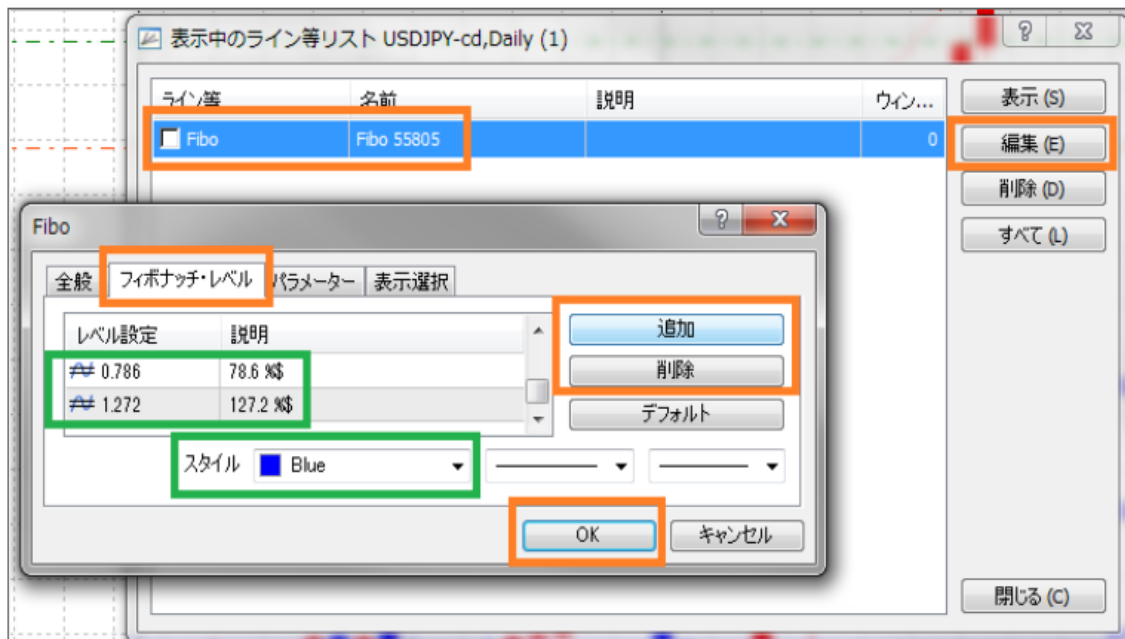 表示中のライン等リスト USDJPY-cd,Daily (1)
ライン等 名前 説明 ウィン...
Fibo Fibo 55805 0
表示 (S)
編集 (E)
削除 (D)
すべて (L)
Fibo
全般 フィボナッチ・レベル パラメーター 表示選択
レベル設定 説明
0.786 78.6 %$
1.272 127.2 %$
追加
削除
デフォルト
スタイル Blue
OK キャンセル
閉じる (C)